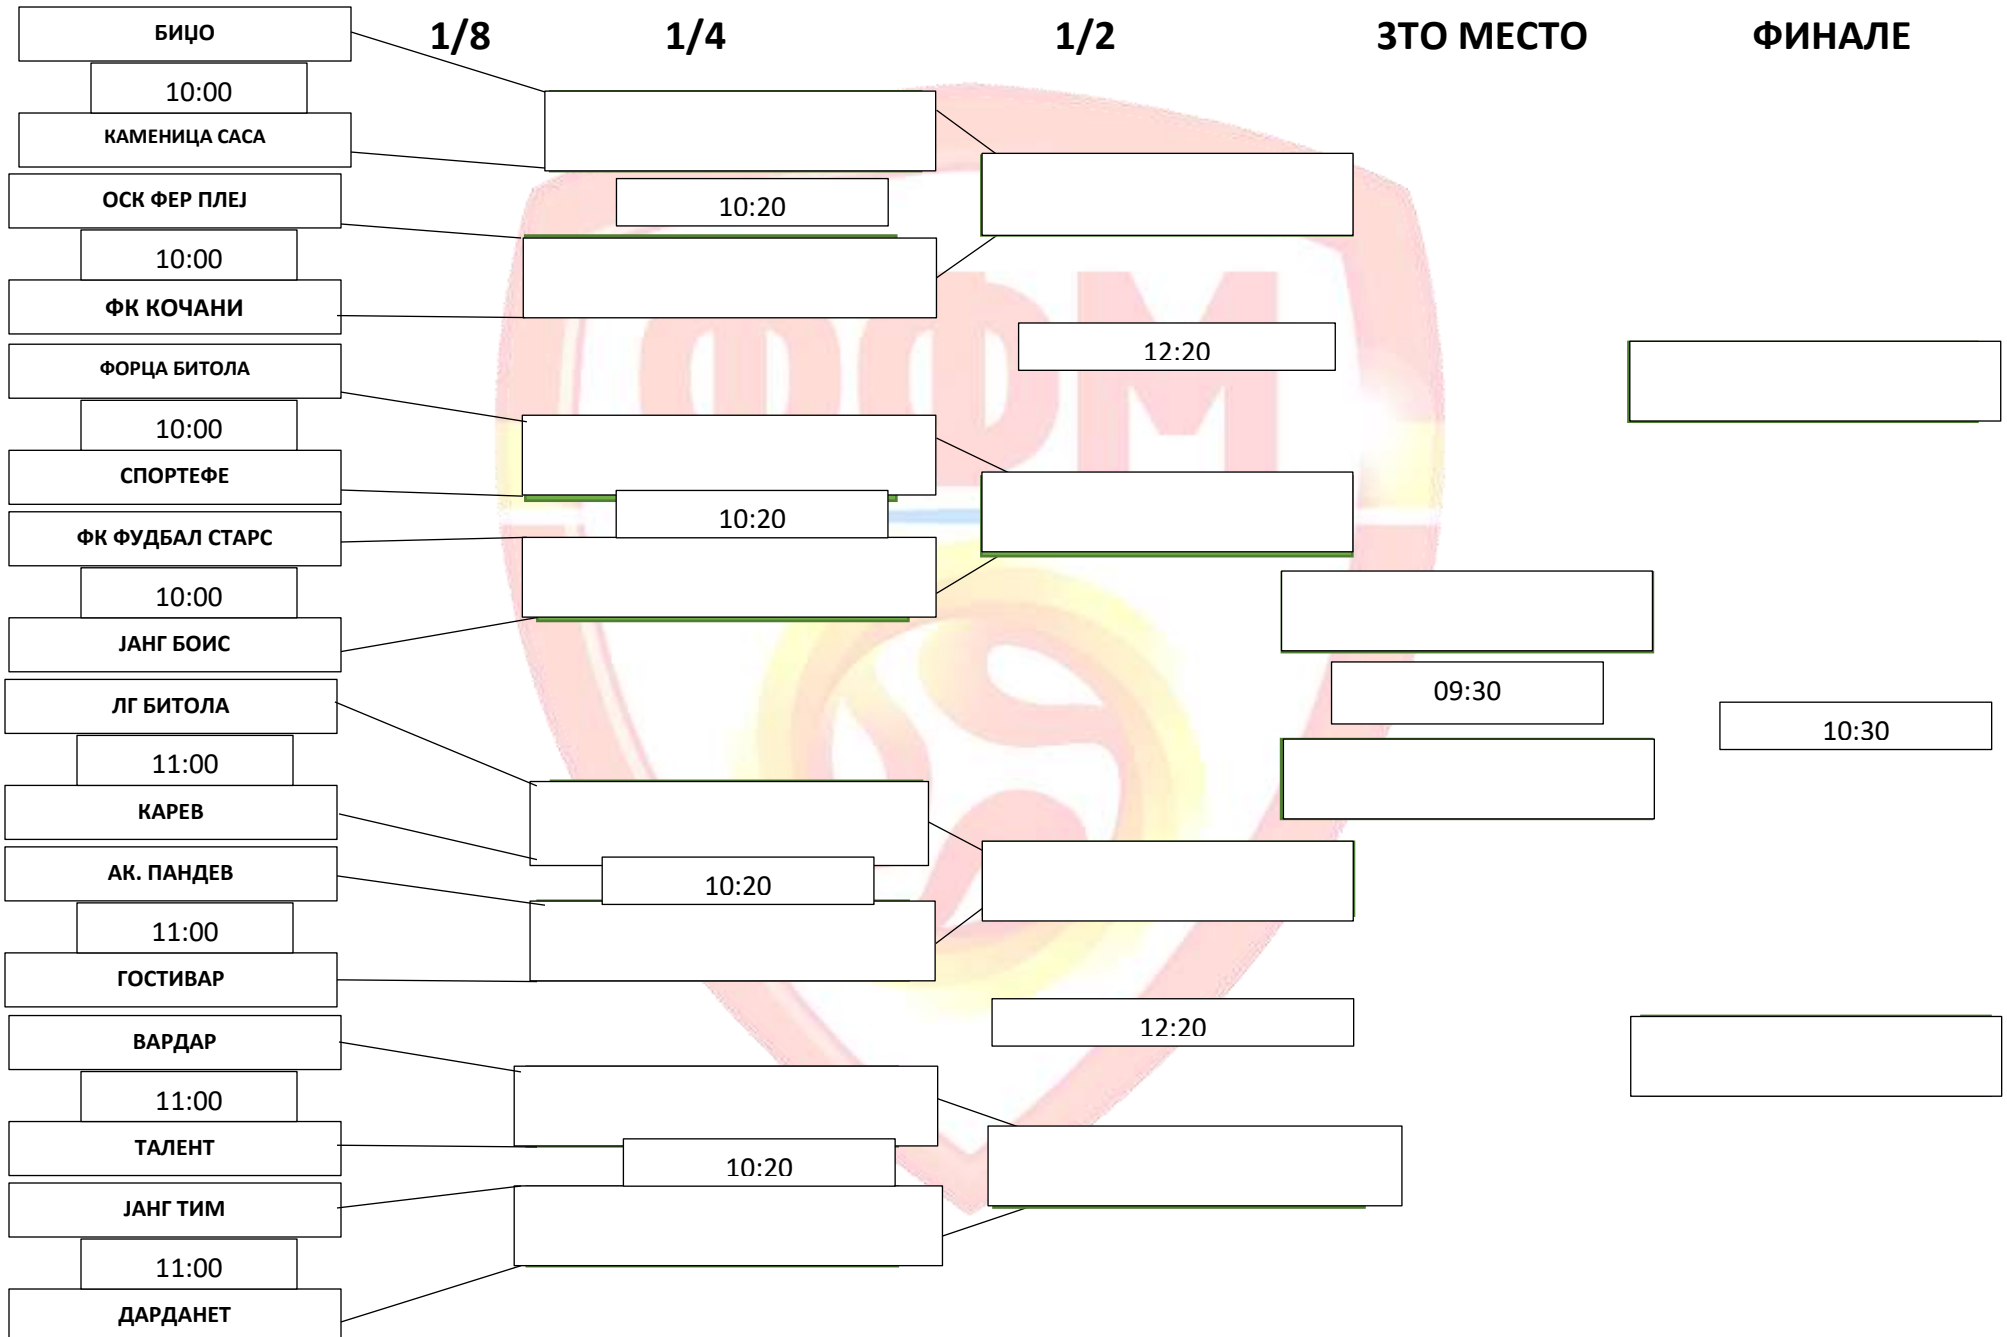 1/8 1/4 1/2 3ТО МЕСТО ФИНАЛЕ
БИЏО
10:00
КАМЕНИЦА САСА
ОСК ФЕР ПЛЕЈ
10:00
ФК КОЧАНИ
ФОРЦА БИТОЛА
10:00
СПОРТЕФЕ
ФК ФУДБАЛ СТАРС
10:00
ЈАНГ БОИС
ЛГ БИТОЛА
11:00
КАРЕВ
АК. ПАНДЕВ
11:00
ГОСТИВАР
ВАРДАР
11:00
ТАЛЕНТ
ЈАНГ ТИМ
11:00
ДАРДАНЕТ
10:20
10:20
10:20
10:20
12:20
12:20
09:30
10:30
ФФМ